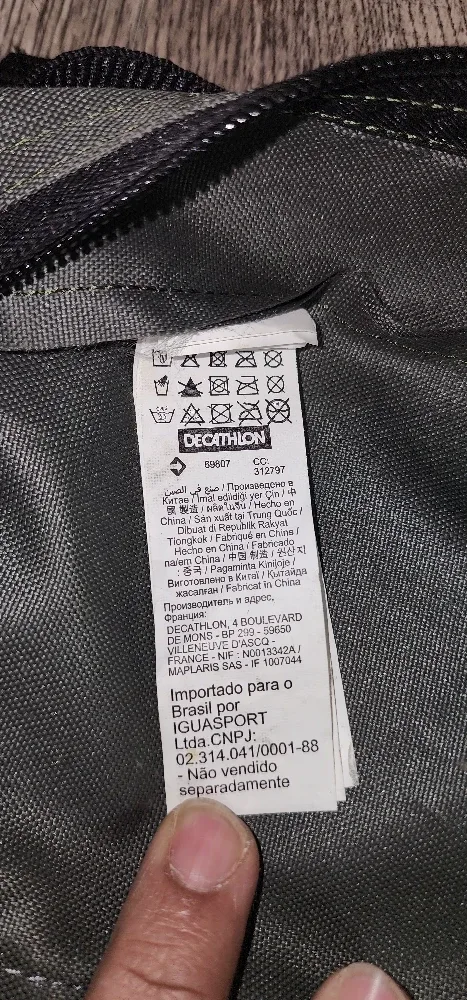 DECATHLON
69807 CC:
312797
صنع في الصين / Произведено в
Китае / İmal edildiği yer Çin / 中
國 製造 / ผลิตในจีน / Hecho en
China / Sản xuất tại Trung Quốc /
Dibuat di Republik Rakyat
Tiongkok / Fabriqué en Chine /
Hecho en China / Fabricado
na/em China / 中国 制造 / 원산지
: 중국 / Pagaminta Kinijoje /
Виготовлено в Китаї / Қытайда
жасалған / Fabricat in China
Производитель и адрес,
Франция:
DECATHLON, 4 BOULEVARD
DE MONS - BP 299 - 59650
VILLENEUVE D'ASCQ -
FRANCE - NIF : N0013342A /
MAPLARIS SAS - IF 1007044
Importado para o
Brasil por
IGUASPORT
Ltda.CNPJ:
02.314.041/0001-88
- Não vendido
separadamente